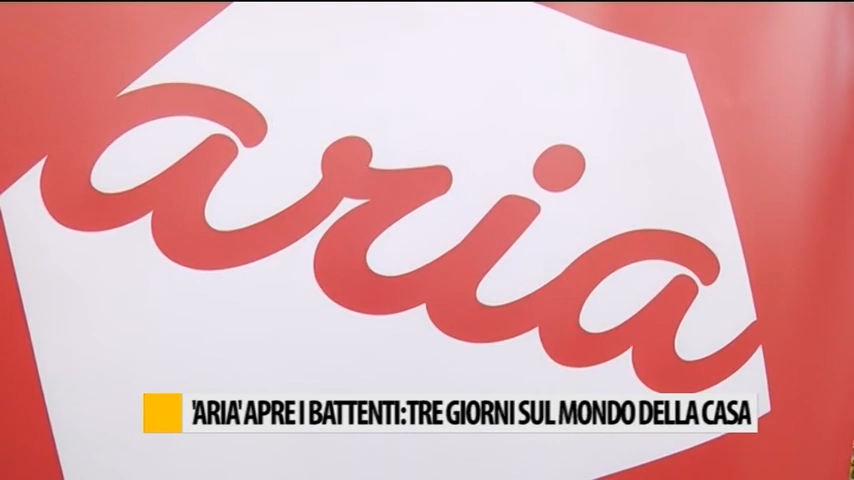 aria
'ARIA' APRE I BATTENTI: TRE GIORNI SUL MONDO DELLA CASA